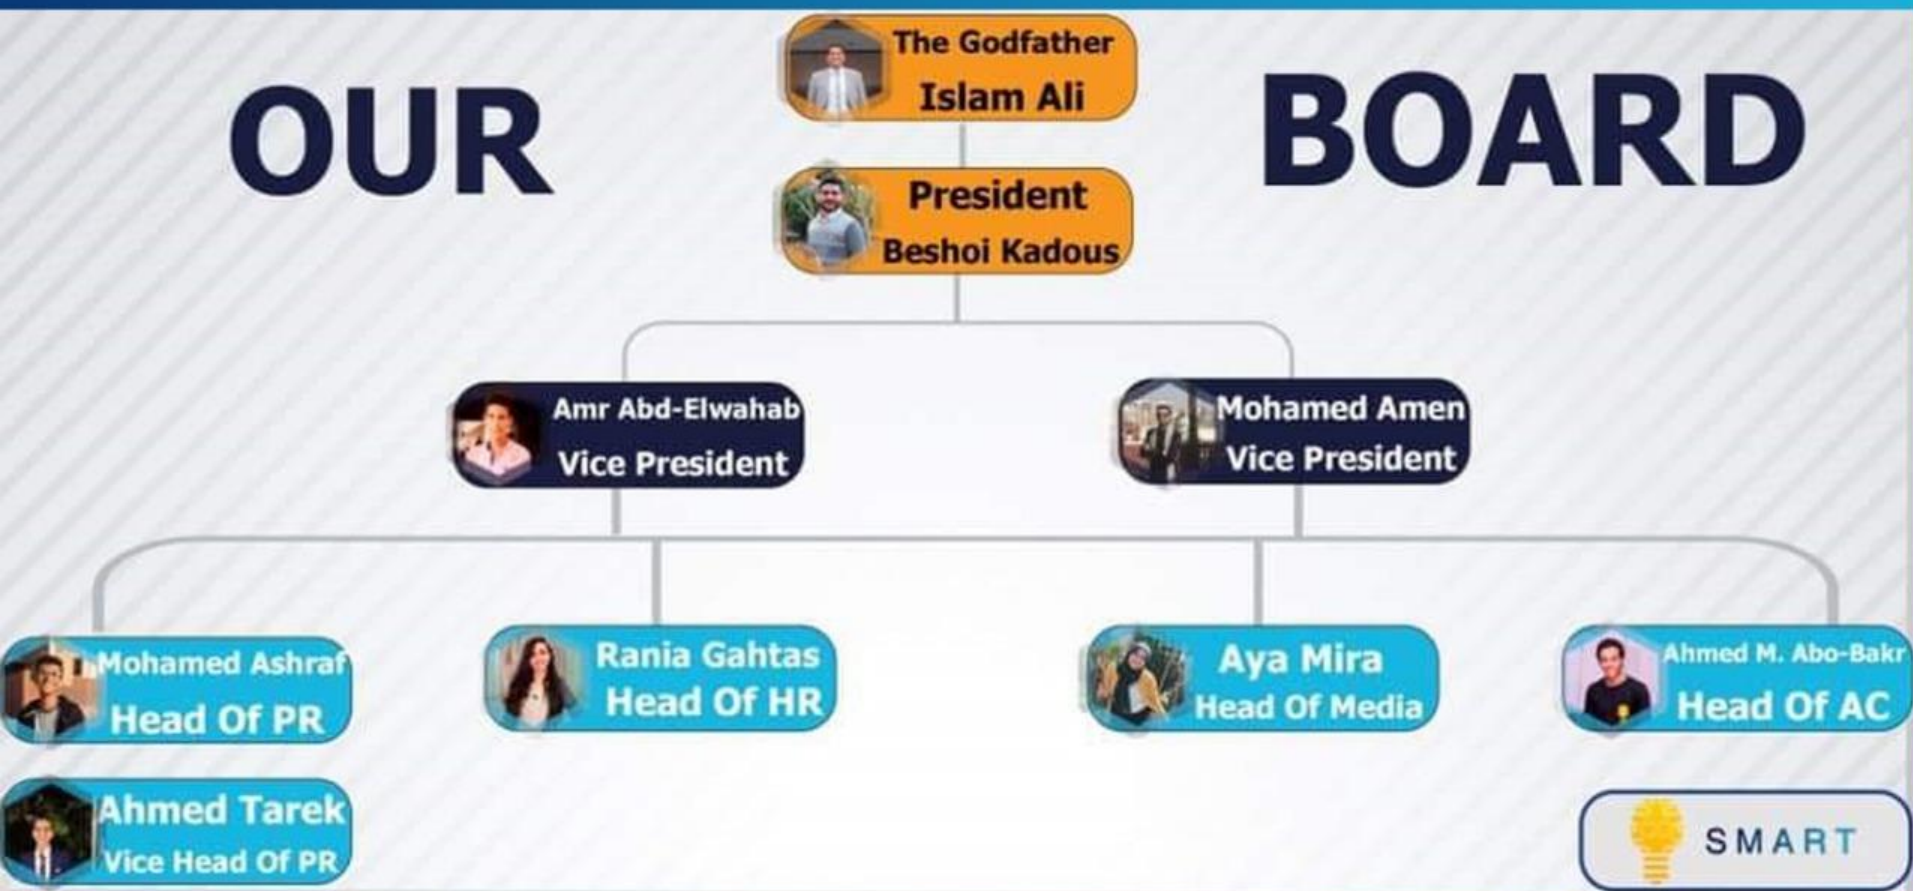 OUR
BOARD
The Godfather
Islam Ali
President
Beshoi Kadous
Amr Abd-Elwahab
Vice President
Mohamed Amen
Vice President
Mohamed Ashraf
Head Of PR
Rania Gahtas
Head Of HR
Aya Mira
Head Of Media
Ahmed M. Abo-Bakr
Head Of AC
Ahmed Tarek
Vice Head Of PR
SMART